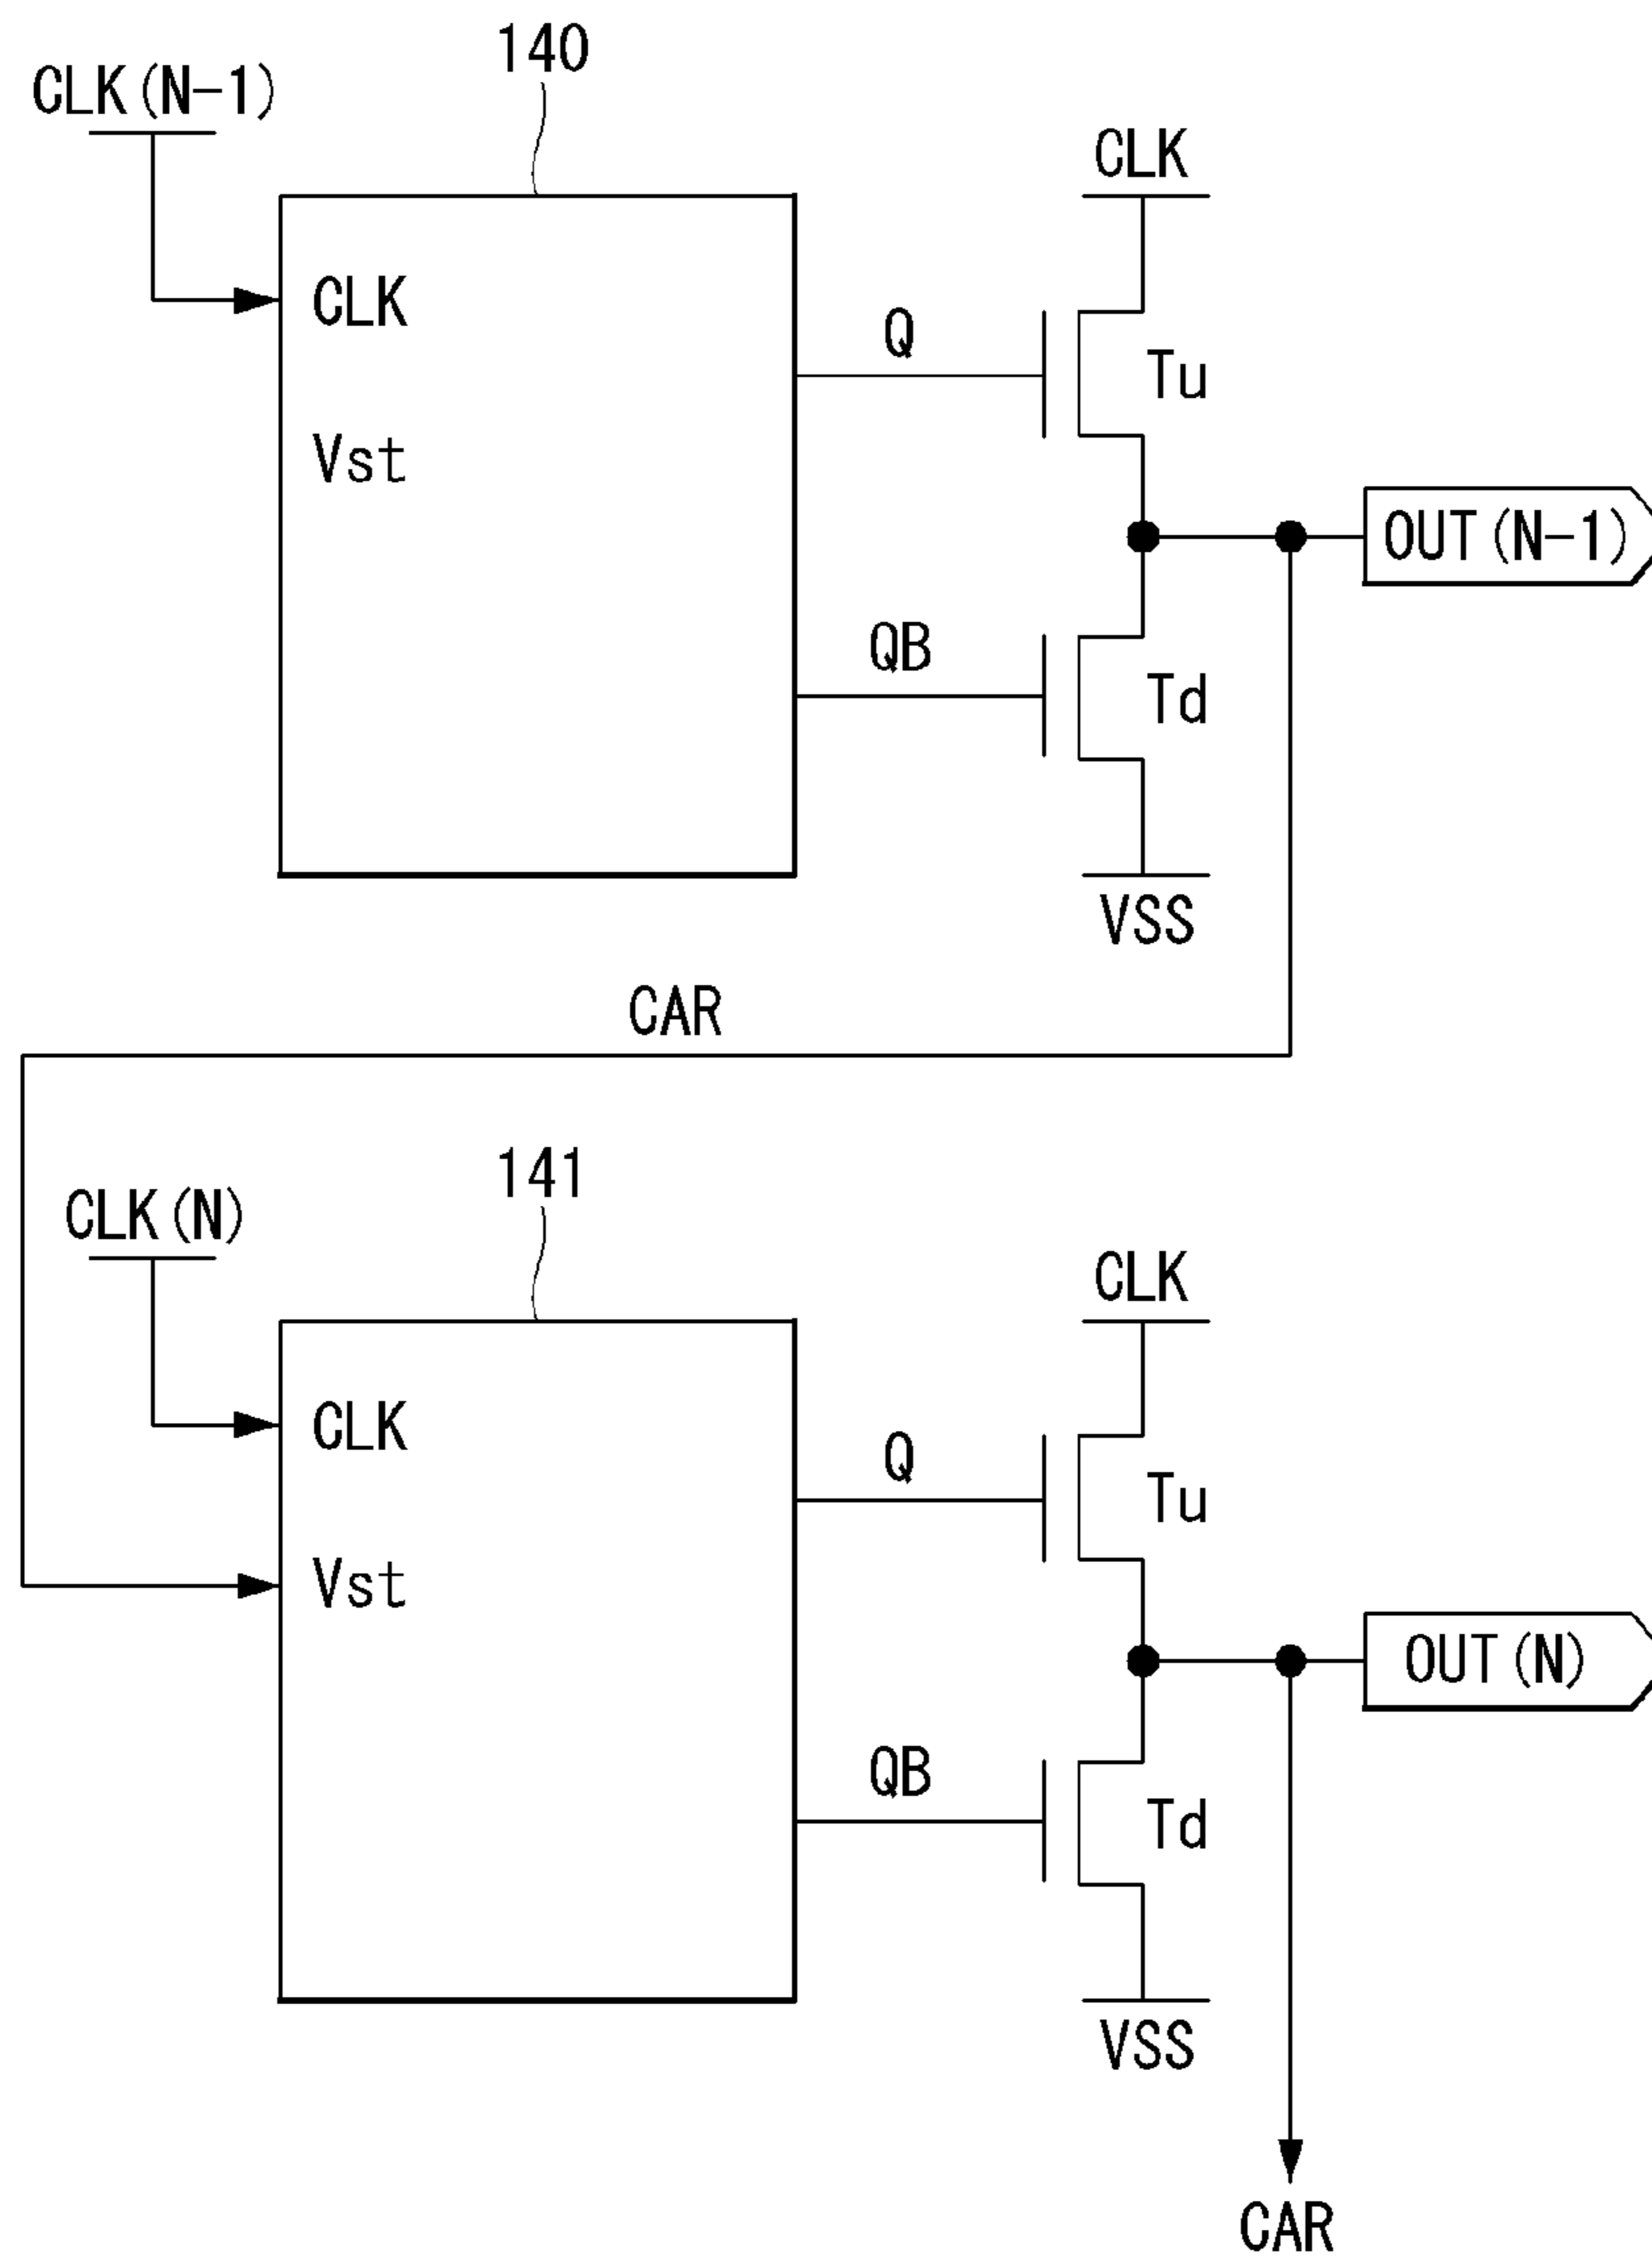 140
CLK(N-1)
CLK
CLK
Q
Tu
Vst
OUT(N-1)
QB
Td
VSS
CAR
141
CLK(N)
CLK
CLK
Q
Tu
Vst
OUT(N)
QB
Td
VSS
CAR